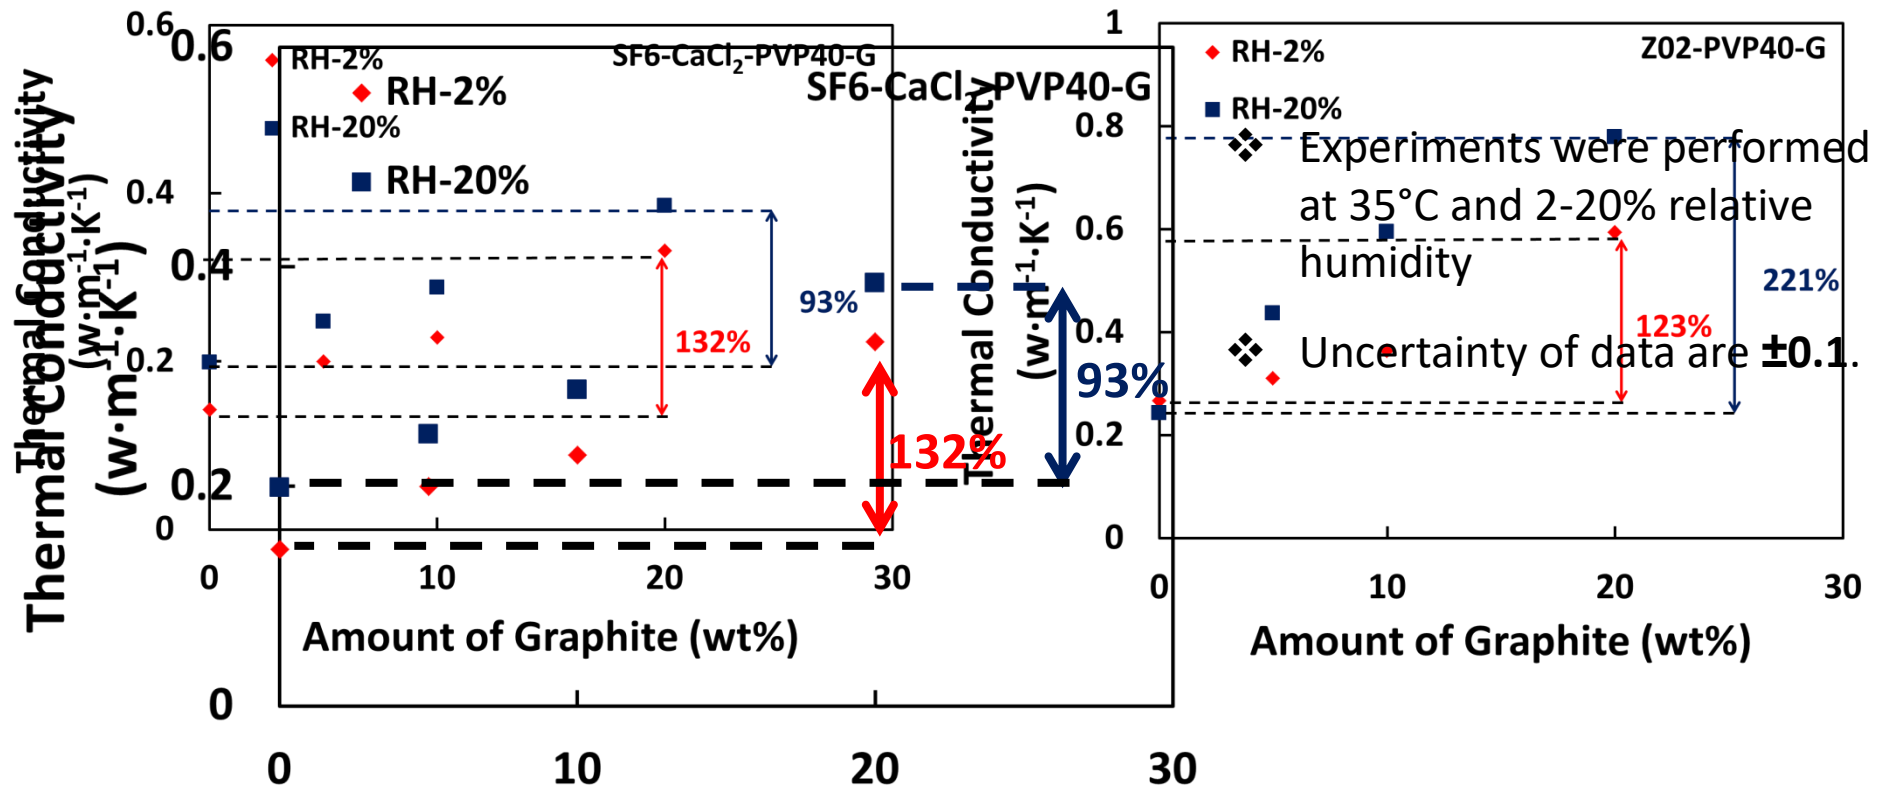 0.6
RH-2%
SF6-CaCl2-PVP40-G
RH-20%
0.4
0.2
0
0
10
20
30
93%
132%
Thermal Conductivity
(w·m-1·K-1)
Amount of Graphite (wt%)
0.6
RH-2%
SF6-CaCl2-PVP40-G
RH-20%
0.4
0.2
0
0
10
20
30
93%
132%
Thermal Conductivity
(w·m-1·K-1)
1
RH-2%
Z02-PVP40-G
RH-20%
0.8
0.6
0.4
0.2
0
0
10
20
30
221%
123%
Thermal Conductivity
(w·m-1·K-1)
Amount of Graphite (wt%)
❖ Experiments were performed
at 35°C and 2-20% relative
humidity
❖ Uncertainty of data are ±0.1.